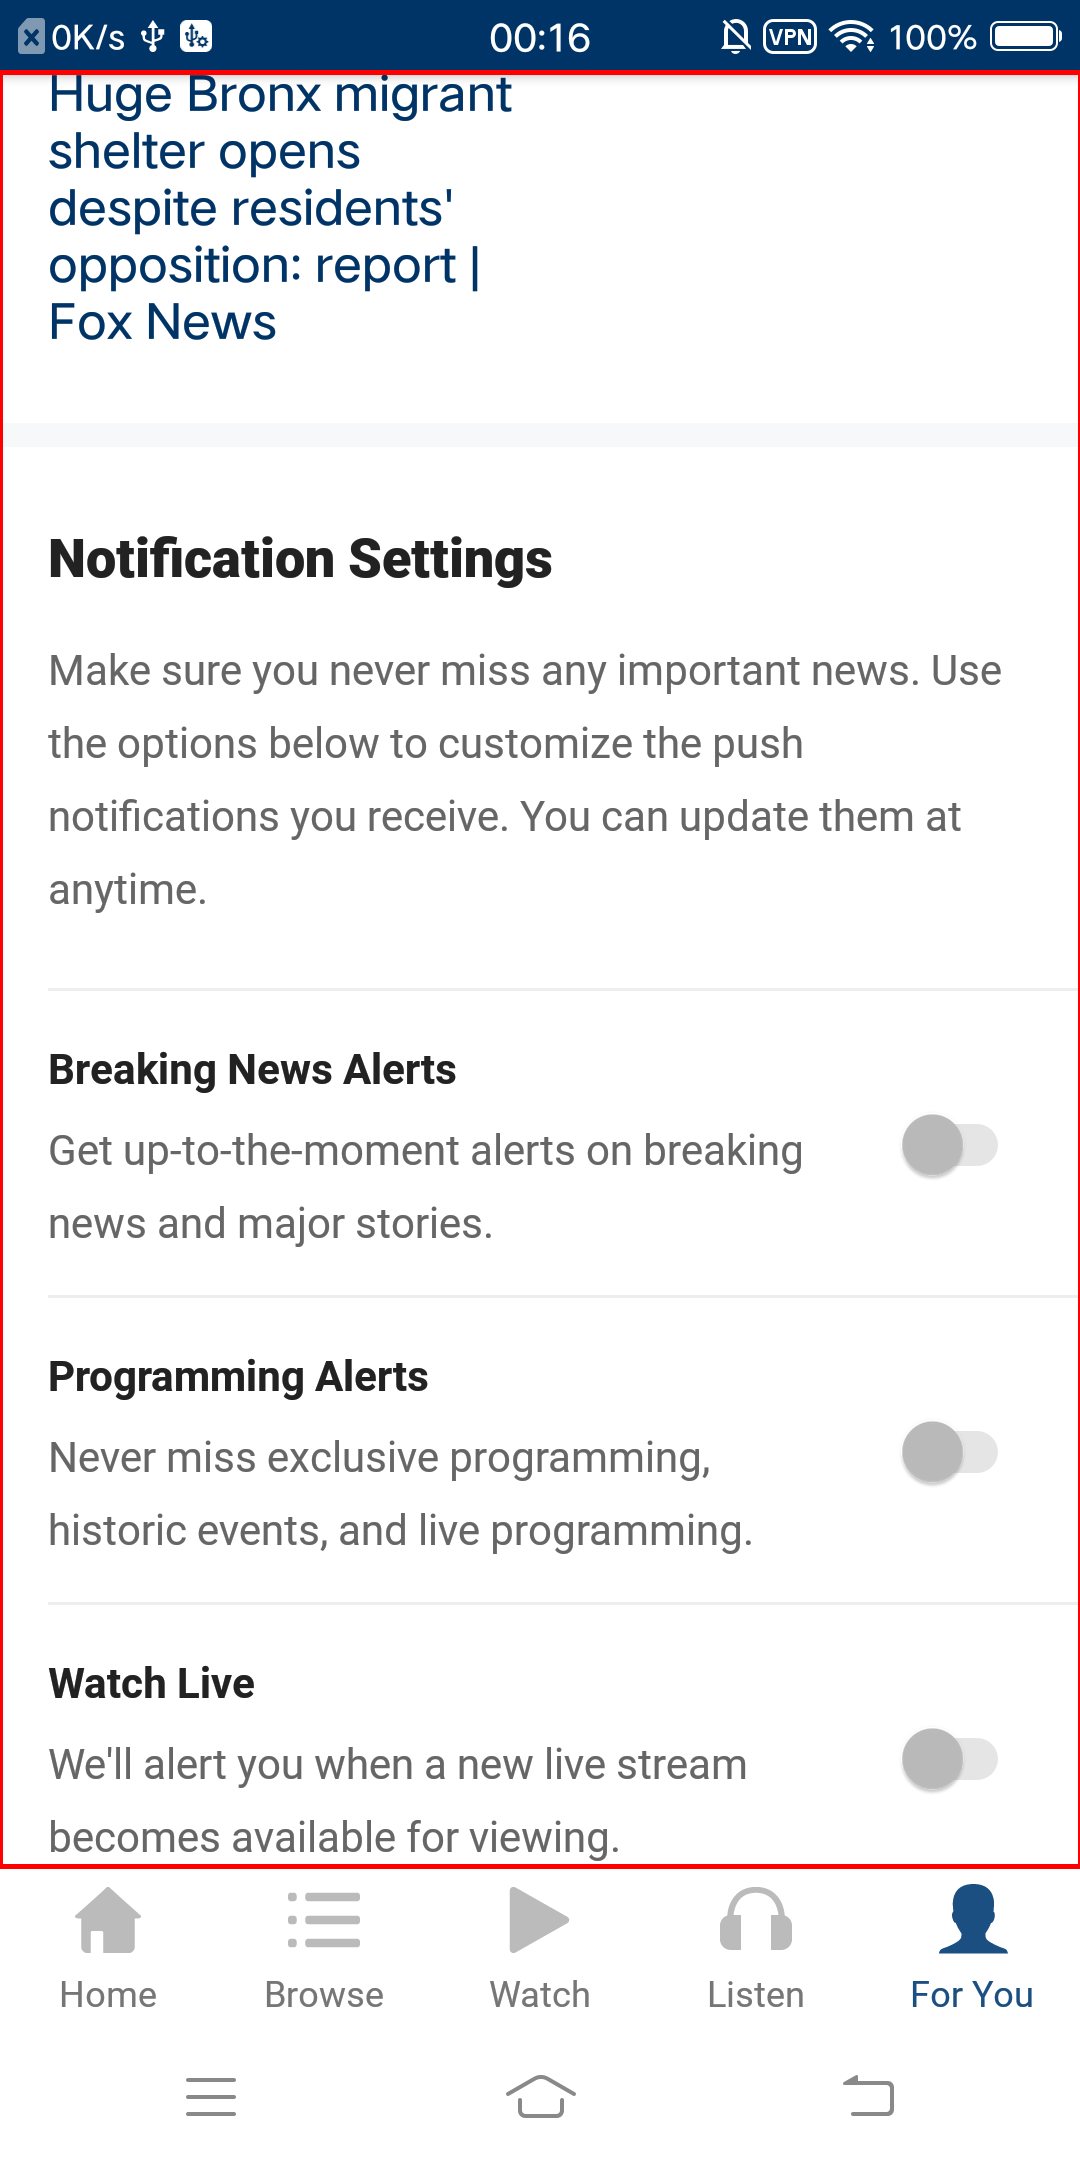 0K/s 00:16 VPN 100%
Huge Bronx migrant
shelter opens
despite residents'
opposition: report |
Fox News
Notification Settings
Make sure you never miss any important news. Use
the options below to customize the push
notifications you receive. You can update them at
anytime.
Breaking News Alerts
Get up-to-the-moment alerts on breaking
news and major stories.
Programming Alerts
Never miss exclusive programming,
historic events, and live programming.
Watch Live
We'll alert you when a new live stream
becomes available for viewing.
Home Browse Watch Listen For You